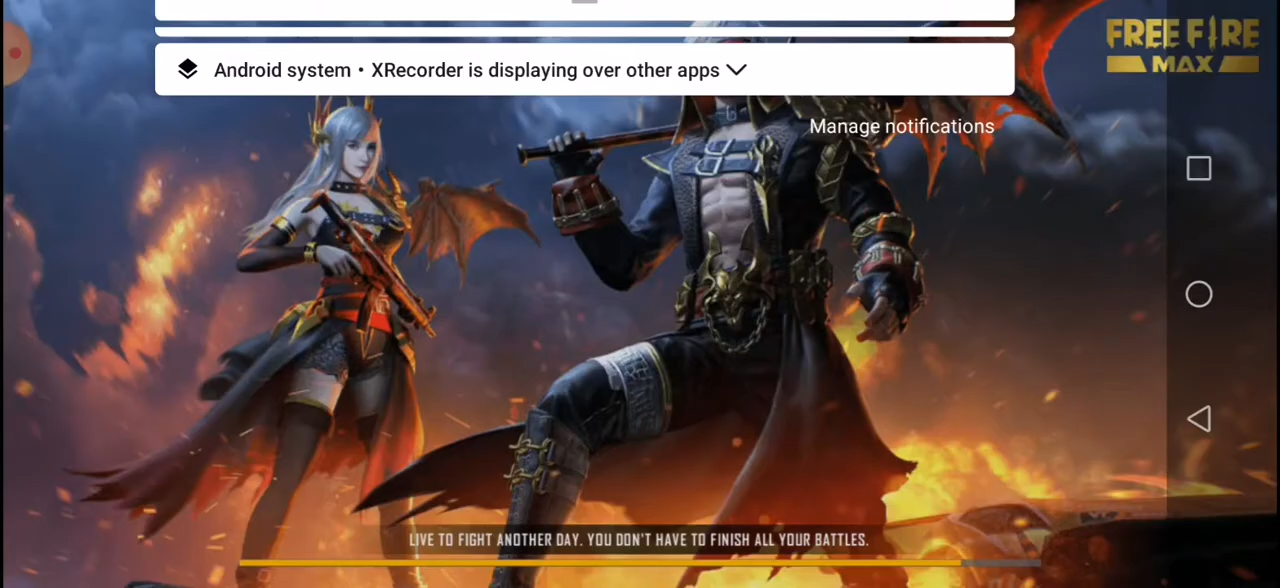 FREE FIRE
MAX
Android system • XRecorder is displaying over other apps
Manage notifications
LIVE TO FIGHT ANOTHER DAY. YOU DON'T HAVE TO FINISH ALL YOUR BATTLES.